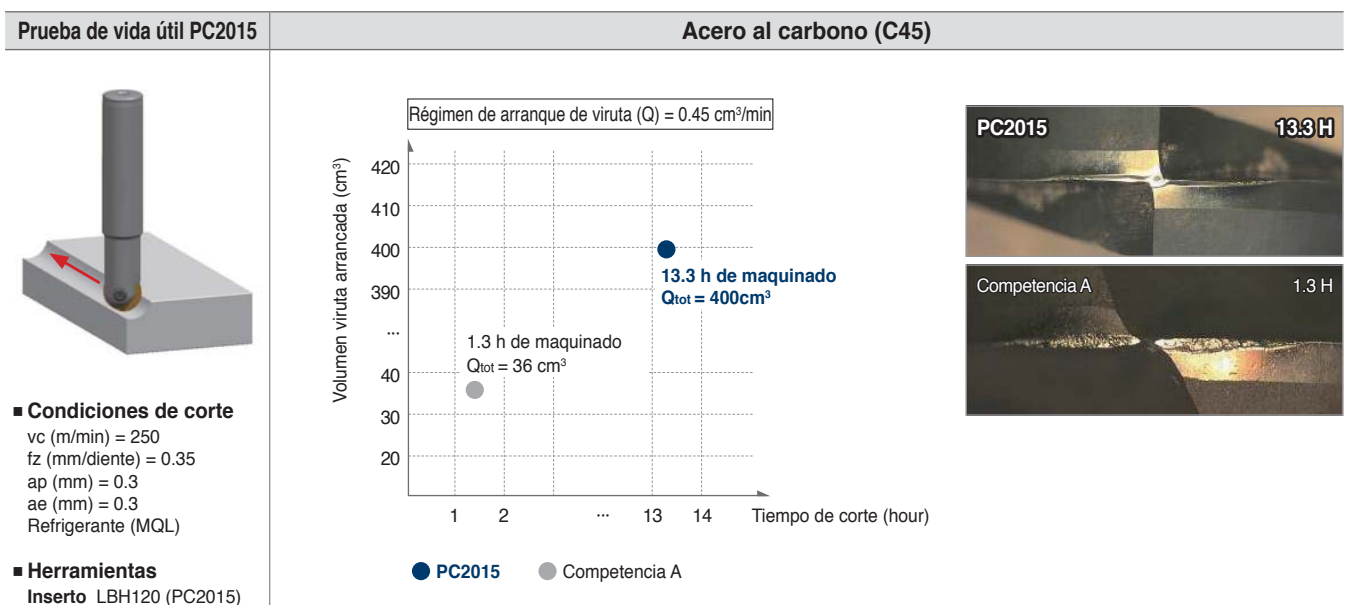 Prueba de vida útil PC2015
Acero al carbono (C45)
■ Condiciones de corte
vc (m/min) = 250
fz (mm/diente) = 0.35
ap (mm) = 0.3
ae (mm) = 0.3
Refrigerante (MQL)
■ Herramientas
Inserto LBH120 (PC2015)
Régimen de arranque de viruta (Q) = 0.45 cm³/min
Volumen viruta arrancada (cm³)
420
410
400
390
...
40
30
20
13.3 h de maquinado
Qtot = 400cm³
1.3 h de maquinado
Qtot = 36 cm³
1 2 ... 13 14 Tiempo de corte (hour)
PC2015 Competencia A
PC2015 13.3 H
Competencia A 1.3 H